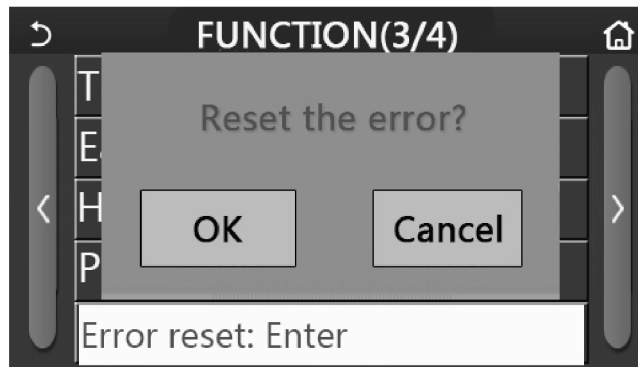 FUNCTION(3/4)
Reset the error?
OK
Cancel
Error reset: Enter